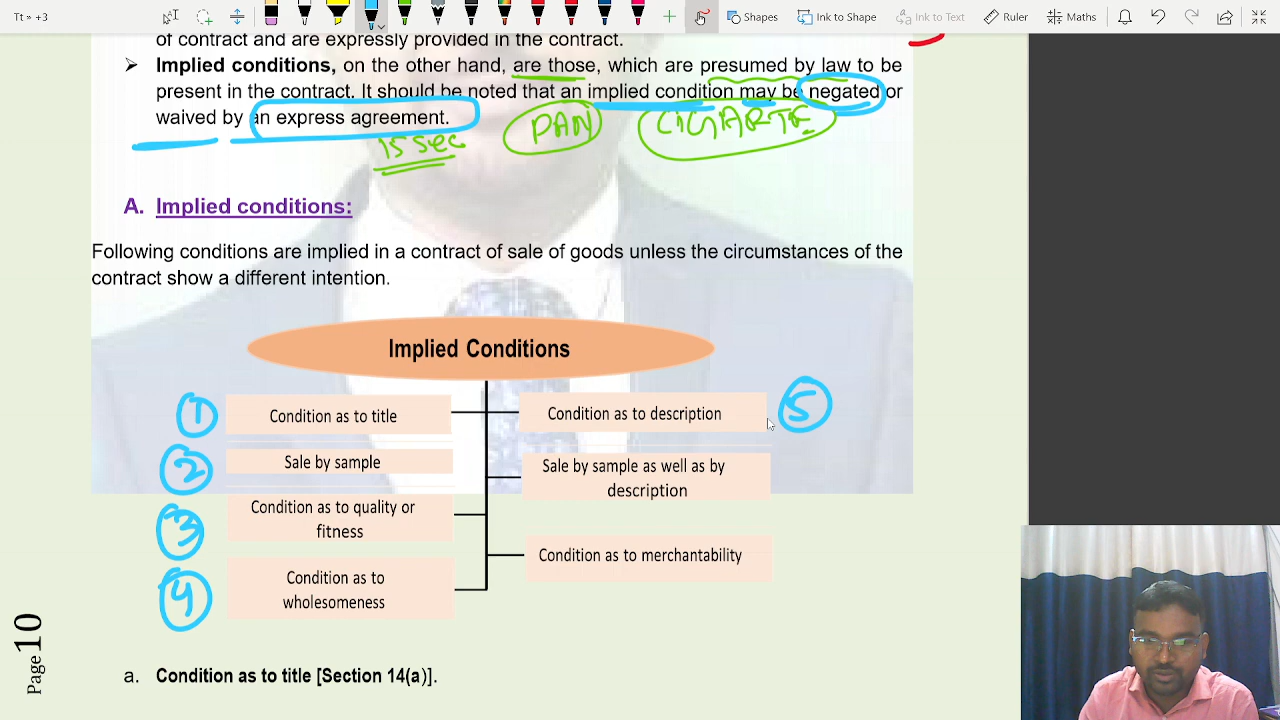 Shapes Ink to Shape Ink to Text Ruler Maths
of contract and are expressly provided in the contract.
➢ Implied conditions, on the other hand, are those, which are presumed by law to be
present in the contract. It should be noted that an implied condition may be negated or
waived by an express agreement.
15 sec PAN CIGARTE
A. Implied conditions:
Following conditions are implied in a contract of sale of goods unless the circumstances of the
contract show a different intention.
Implied Conditions
1 Condition as to title
2 Sale by sample
3 Condition as to quality or
fitness
4 Condition as to
wholesomeness
Condition as to description 5
Sale by sample as well as by
description
Condition as to merchantability
a. Condition as to title [Section 14(a)].
Page 10